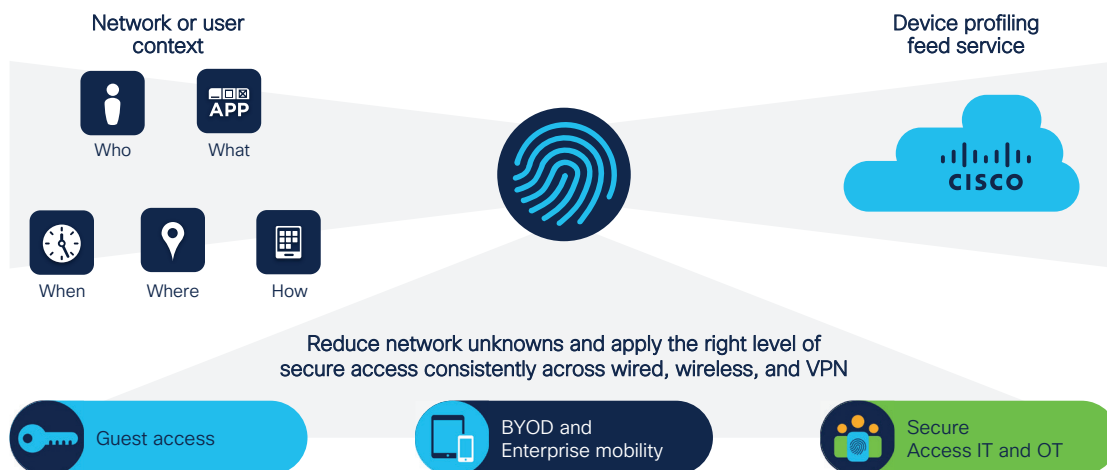 Network or user
context
Device profiling
feed service
APP
Who
What
CISCO
When
Where
How
Reduce network unknowns and apply the right level of
secure access consistently across wired, wireless, and VPN
Guest access
BYOD and
Enterprise mobility
Secure
Access IT and OT